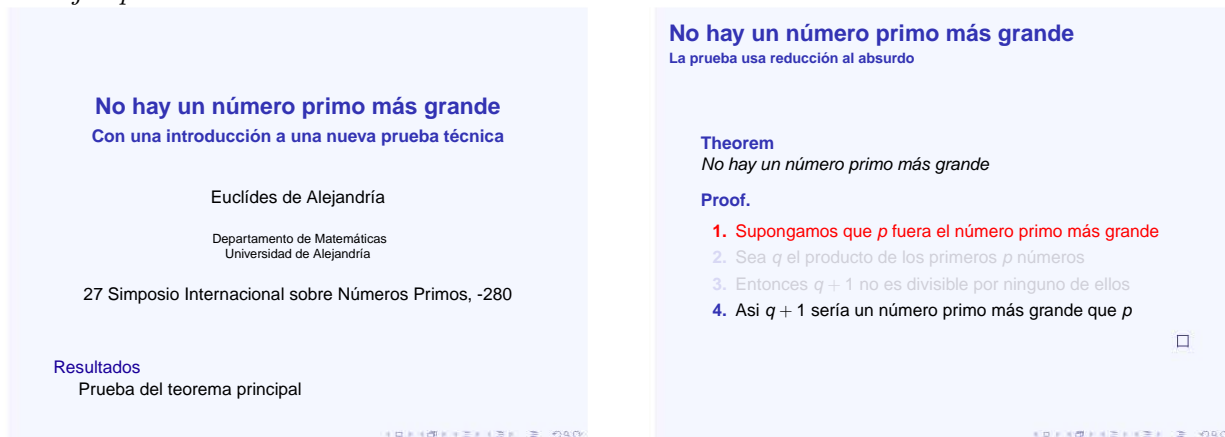 No hay un número primo más grande
Con una introducción a una nueva prueba técnica
Euclídes de Alejandría
Departamento de Matemáticas
Universidad de Alejandría
27 Simposio Internacional sobre Números Primos, -280
Resultados
Prueba del teorema principal
No hay un número primo más grande
La prueba usa reducción al absurdo
Theorem
No hay un número primo más grande
Proof.
1. Supongamos que p fuera el número primo más grande
2. Sea q el producto de los primeros p números
3. Entonces q + 1 no es divisible por ninguno de ellos
4. Asi q + 1 sería un número primo más grande que p